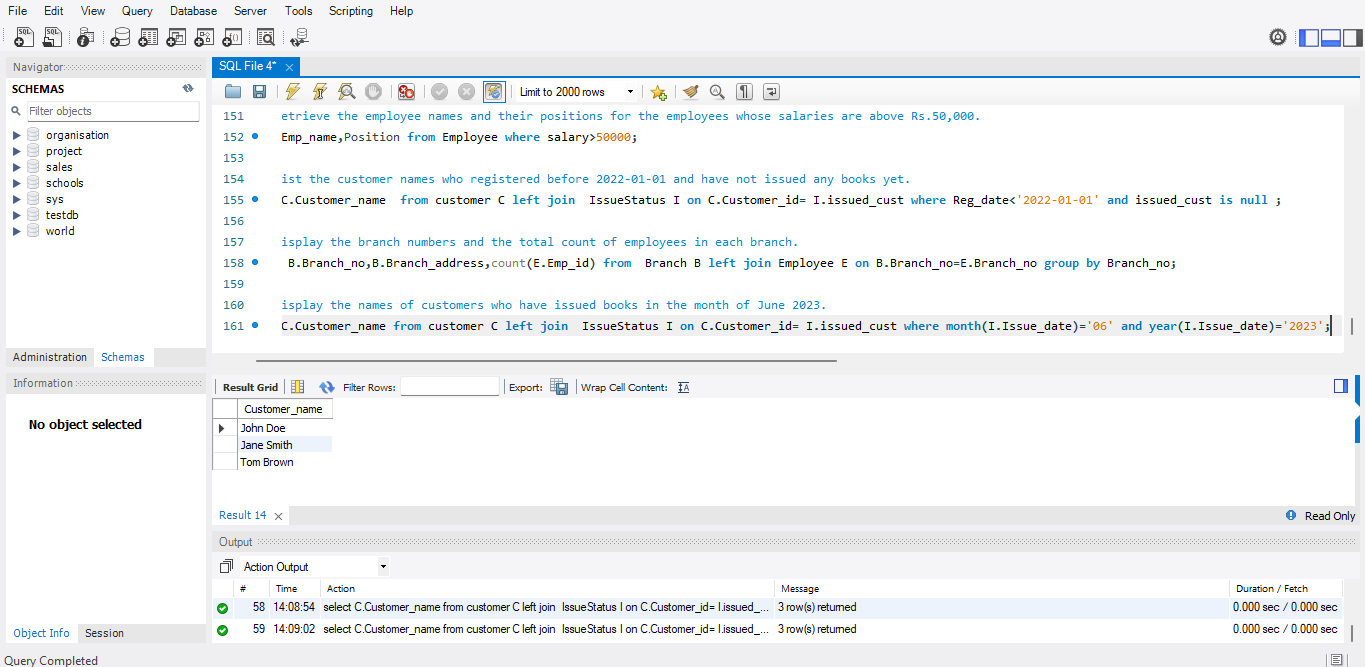 File Edit View Query Database Server Tools Scripting Help
Navigator
SCHEMAS
Filter objects
organisation
project
sales
schools
sys
testdb
world
Administration Schemas
Information
No object selected
Object Info Session
SQL File 4* ×
Limit to 2000 rows
151 etrieve the employee names and their positions for the employees whose salaries are above Rs.50,000.
152 Emp_name,Position from Employee where salary>50000;
153
154 ist the customer names who registered before 2022-01-01 and have not issued any books yet.
155 C.Customer_name  from customer C left join  IssueStatus I on C.Customer_id= I.issued_cust where Reg_date<'2022-01-01' and issued_cust is null ;
156
157 isplay the branch numbers and the total count of employees in each branch.
158 B.Branch_no,B.Branch_address,count(E.Emp_id) from  Branch B left join Employee E on B.Branch_no=E.Branch_no group by Branch_no;
159
160 isplay the names of customers who have issued books in the month of June 2023.
161 C.Customer_name from customer C left join  IssueStatus I on C.Customer_id= I.issued_cust where month(I.Issue_date)='06' and year(I.Issue_date)='2023';
Result Grid Filter Rows: Export: Wrap Cell Content:
Customer_name
John Doe
Jane Smith
Tom Brown
Result 14 × Read Only
Output
Action Output
# Time Action Message Duration / Fetch
58 14:08:54 select C.Customer_name from customer C left join  IssueStatus I on C.Customer_id= I.issued_... 3 row(s) returned 0.000 sec / 0.000 sec
59 14:09:02 select C.Customer_name from customer C left join  IssueStatus I on C.Customer_id= I.issued_... 3 row(s) returned 0.000 sec / 0.000 sec
Query Completed